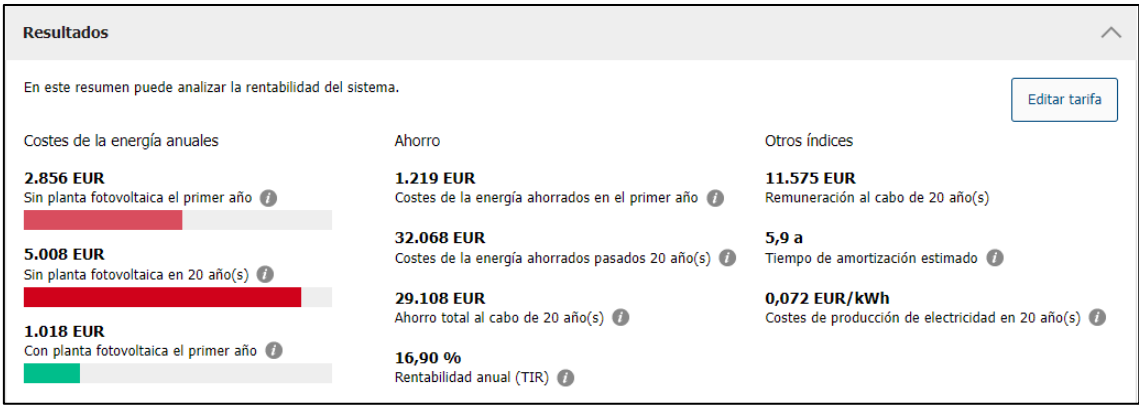 Resultados
En este resumen puede analizar la rentabilidad del sistema.
Editar tarifa
Costes de la energía anuales
2.856 EUR
Sin planta fotovoltaica el primer año i
5.008 EUR
Sin planta fotovoltaica en 20 año(s) i
1.018 EUR
Con planta fotovoltaica el primer año i
Ahorro
1.219 EUR
Costes de la energía ahorrados en el primer año i
32.068 EUR
Costes de la energía ahorrados pasados 20 año(s) i
29.108 EUR
Ahorro total al cabo de 20 año(s) i
16,90 %
Rentabilidad anual (TIR) i
Otros índices
11.575 EUR
Remuneración al cabo de 20 año(s)
5,9 a
Tiempo de amortización estimado i
0,072 EUR/kWh
Costes de producción de electricidad en 20 año(s) i